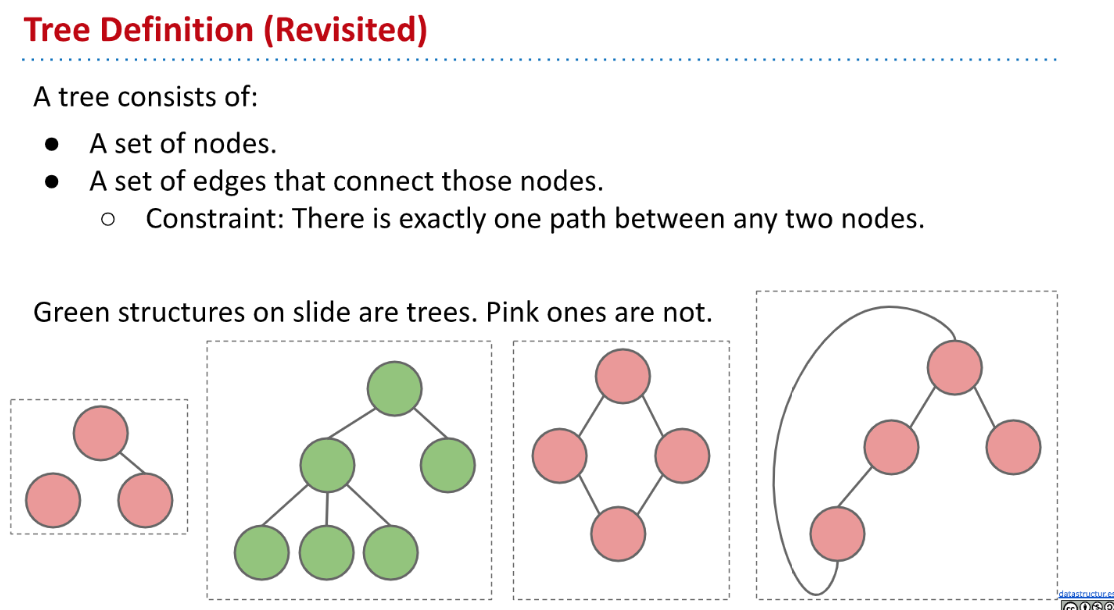 Tree Definition (Revisited)
A tree consists of:
● A set of nodes.
● A set of edges that connect those nodes.
○ Constraint: There is exactly one path between any two nodes.
Green structures on slide are trees. Pink ones are not.
datastructur.es